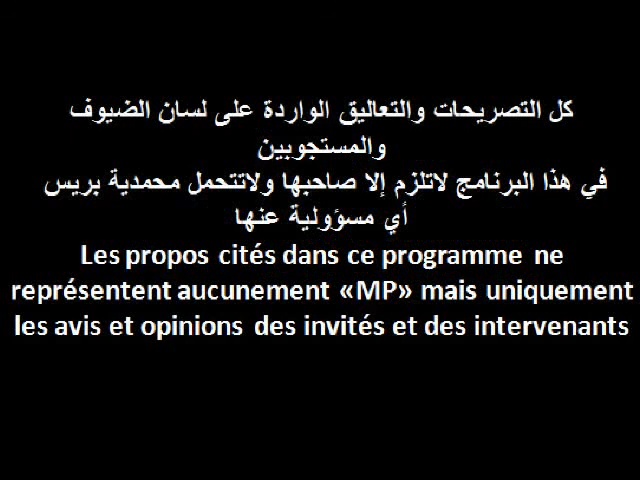 كل التصريحات والتعاليق الواردة على لسان الضيوف
والمستجوبين
في هذا البرنامج لاتلزم إلا صاحبها ولاتتحمل محمدية بريس
أي مسؤولية عنها
Les propos cités dans ce programme ne
représentent aucunement «MP» mais uniquement
les avis et opinions des invités et des intervenants